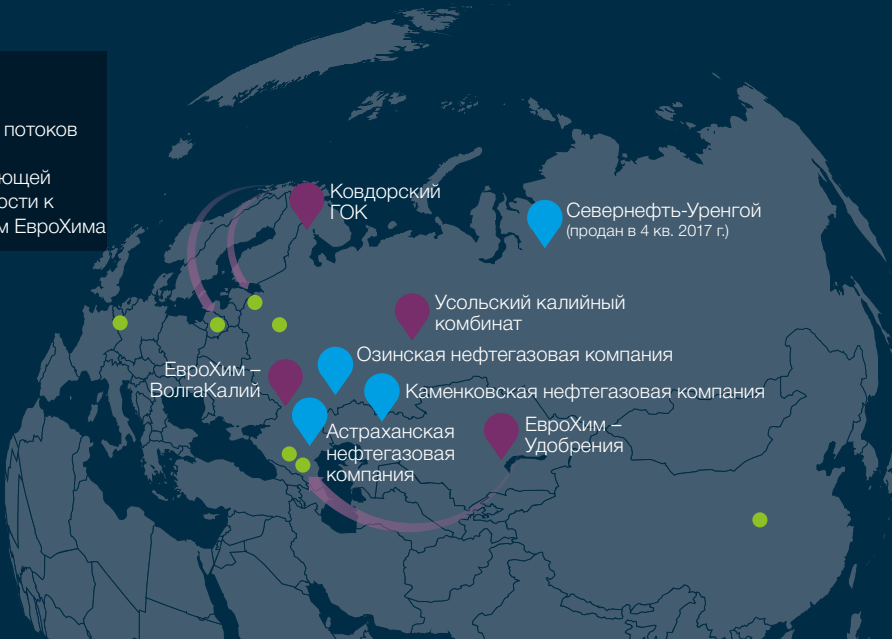 потоков
ющей
ости к
м ЕвроХима
Ковдорский
ГОК
Севернефть-Уренгой
(продан в 4 кв. 2017 г.)
Усольский калийный
комбинат
Озинская нефтегазовая компания
ЕвроХим –
ВолгаКалий
Каменковская нефтегазовая компания
Астраханская
нефтегазовая
компания
ЕвроХим –
Удобрения